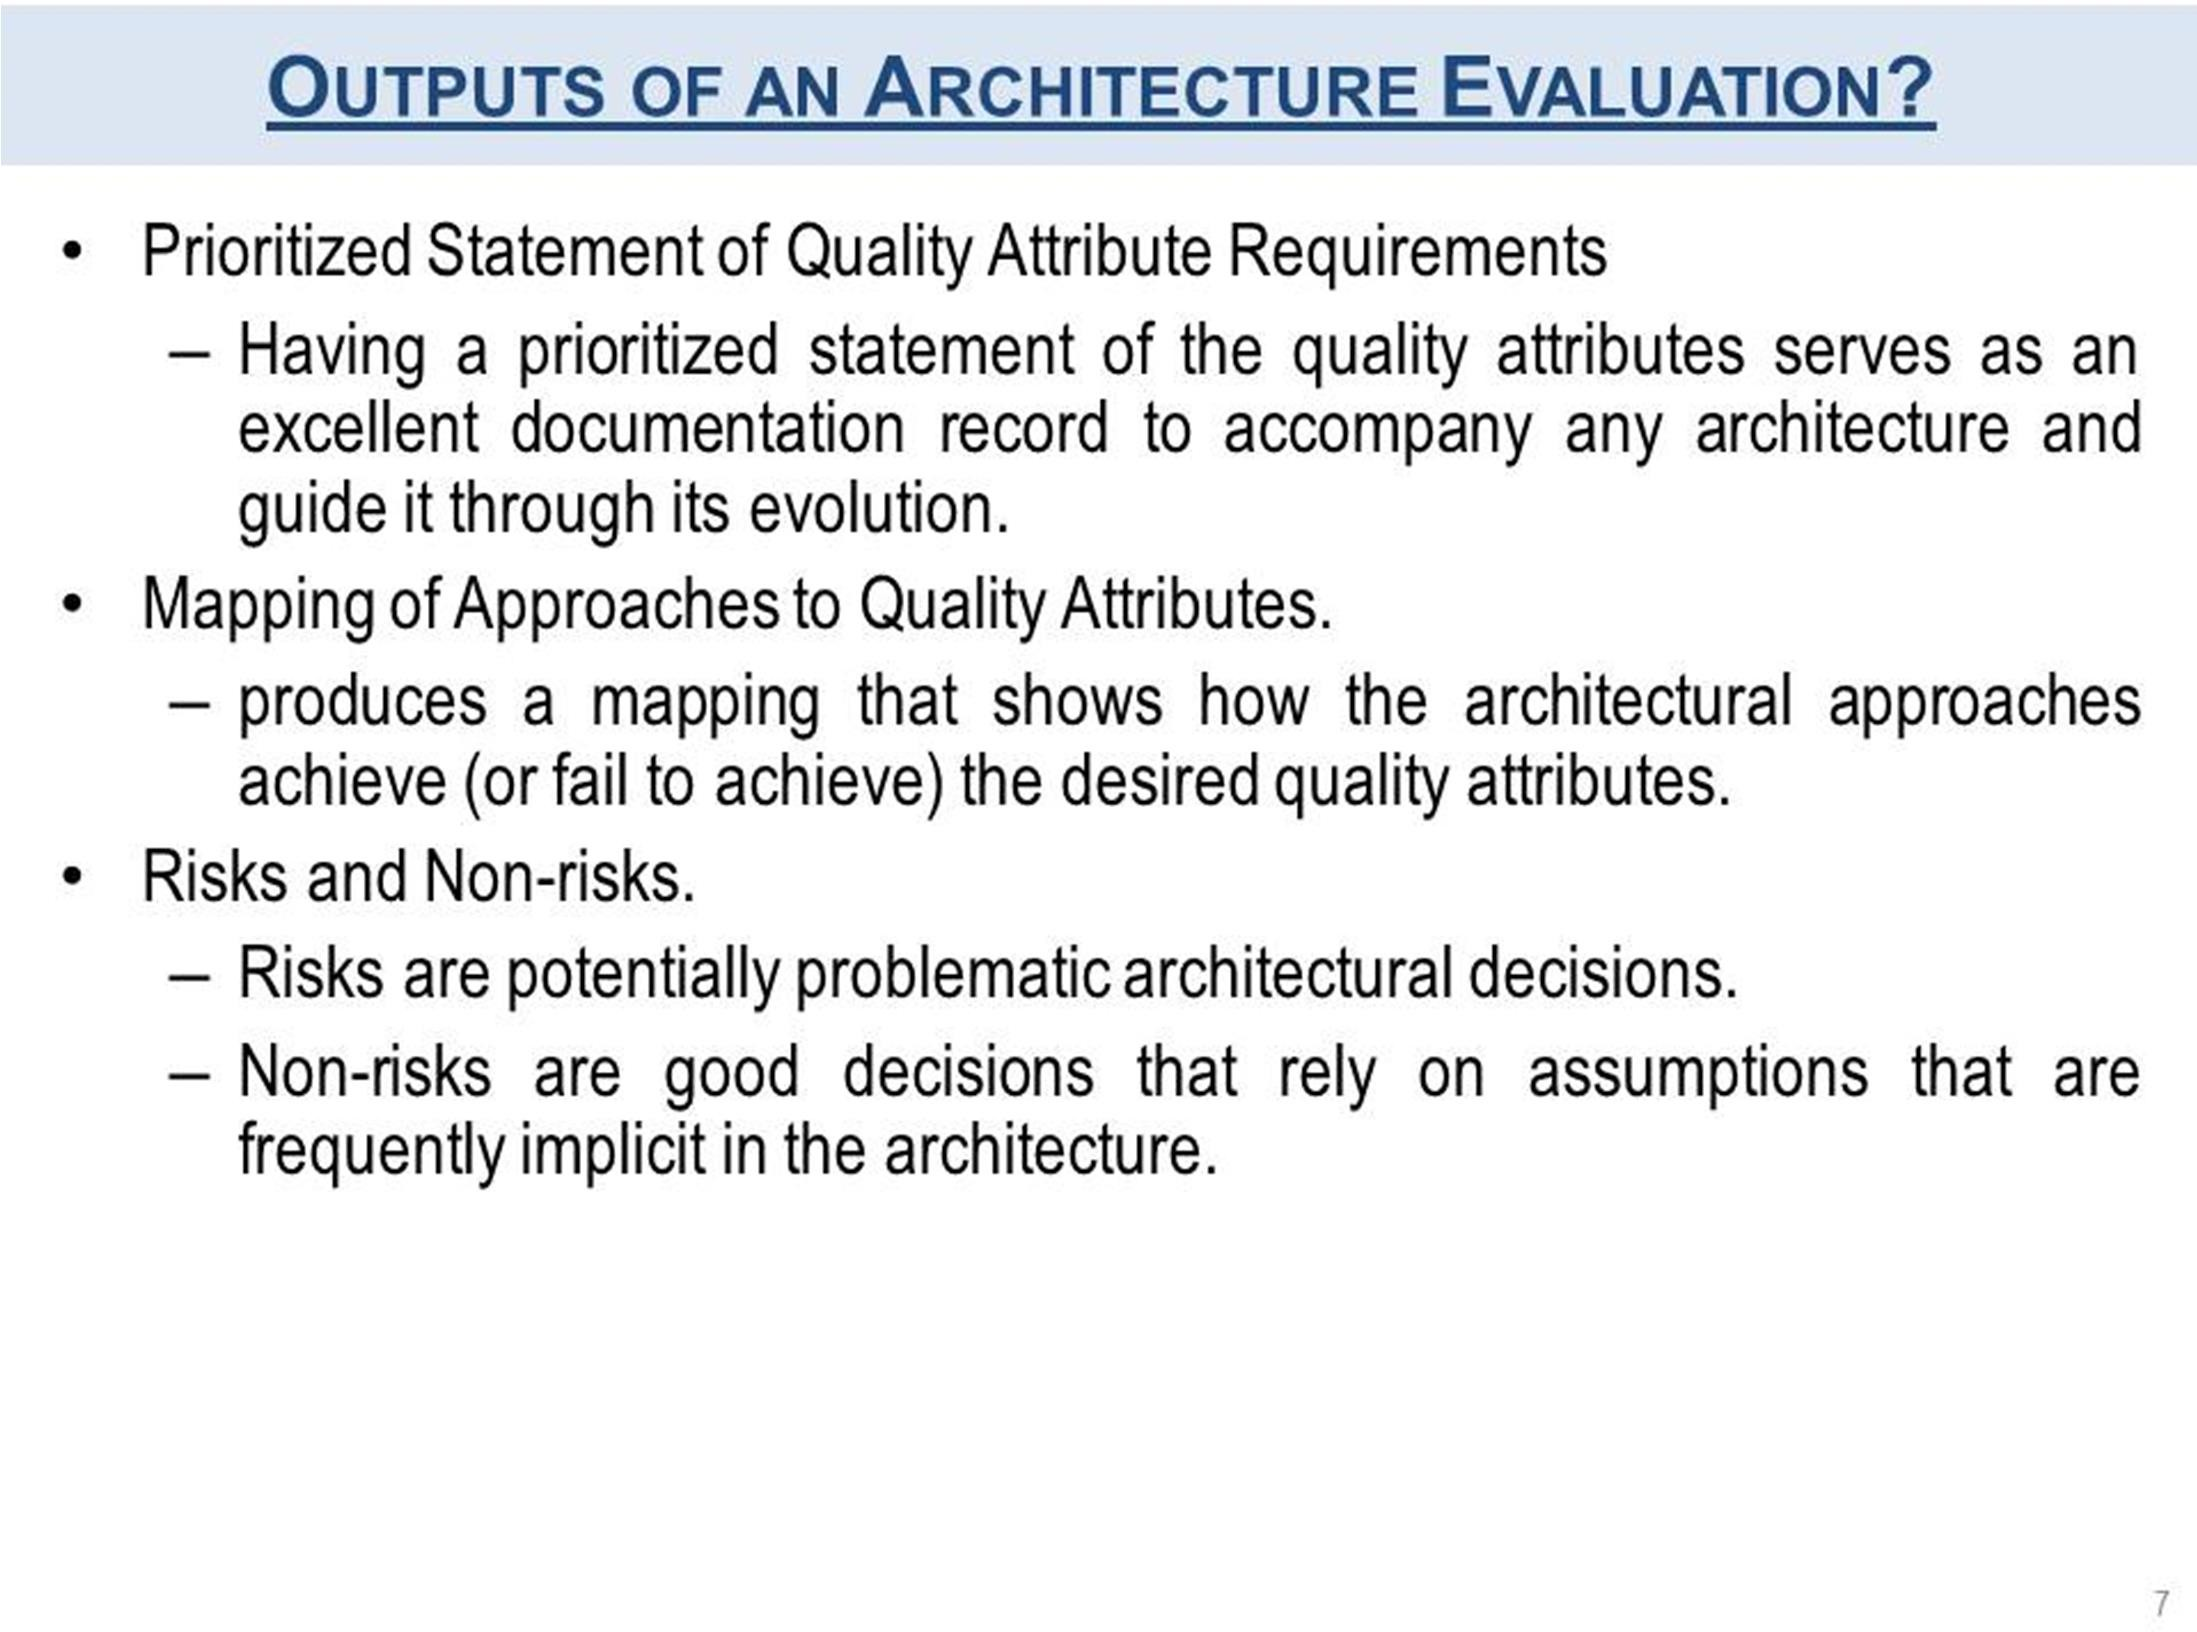 OUTPUTS OF AN ARCHITECTURE EVALUATION?
• Prioritized Statement of Quality Attribute Requirements
– Having a prioritized statement of the quality attributes serves as an
excellent documentation record to accompany any architecture and
guide it through its evolution.
• Mapping of Approaches to Quality Attributes.
– produces a mapping that shows how the architectural approaches
achieve (or fail to achieve) the desired quality attributes.
• Risks and Non-risks.
– Risks are potentially problematic architectural decisions.
– Non-risks are good decisions that rely on assumptions that are
frequently implicit in the architecture.
7